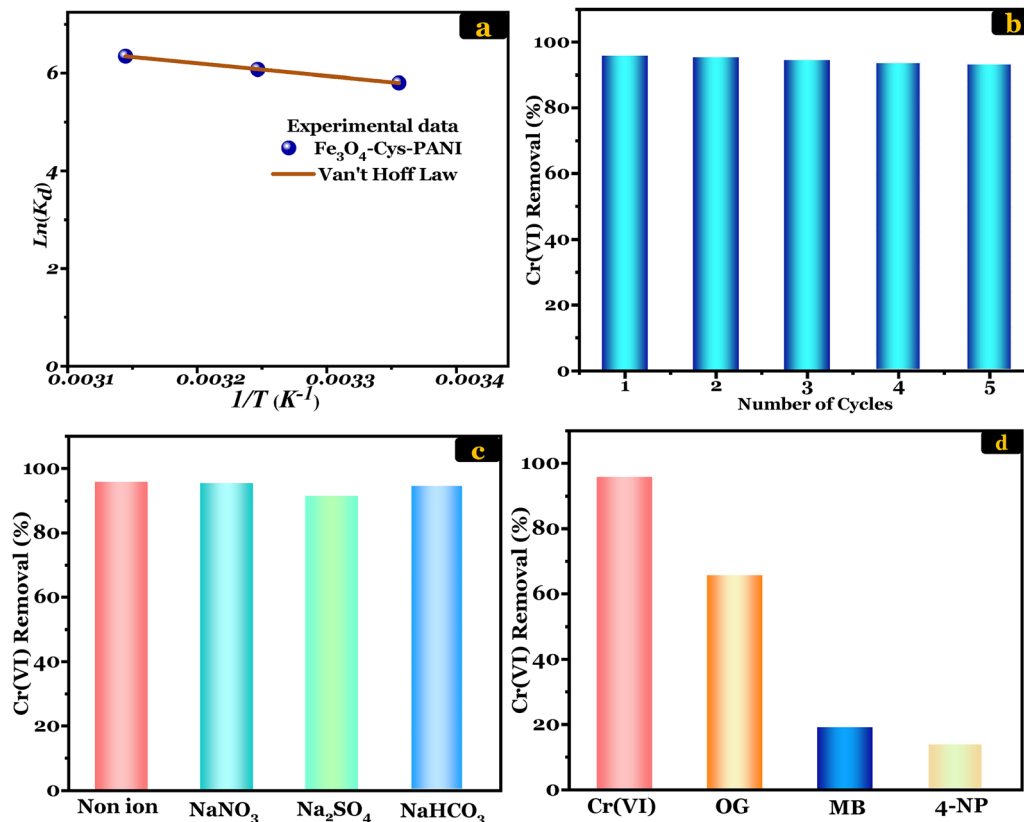 a
Ln(Kd)
6
4
2
0
Experimental data
Fe₃O₄-Cys-PANI
Van't Hoff Law
0.0031
0.0032
0.0033
0.0034
1/T (K⁻¹)
b
Cr(VI) Removal (%)
100
80
60
40
20
0
1
2
3
4
5
Number of Cycles
c
Cr(VI) Removal (%)
100
80
60
40
20
0
Non ion
NaNO₃
Na₂SO₄
NaHCO₃
d
Cr(VI) Removal (%)
100
80
60
40
20
0
Cr(VI)
OG
MB
4-NP